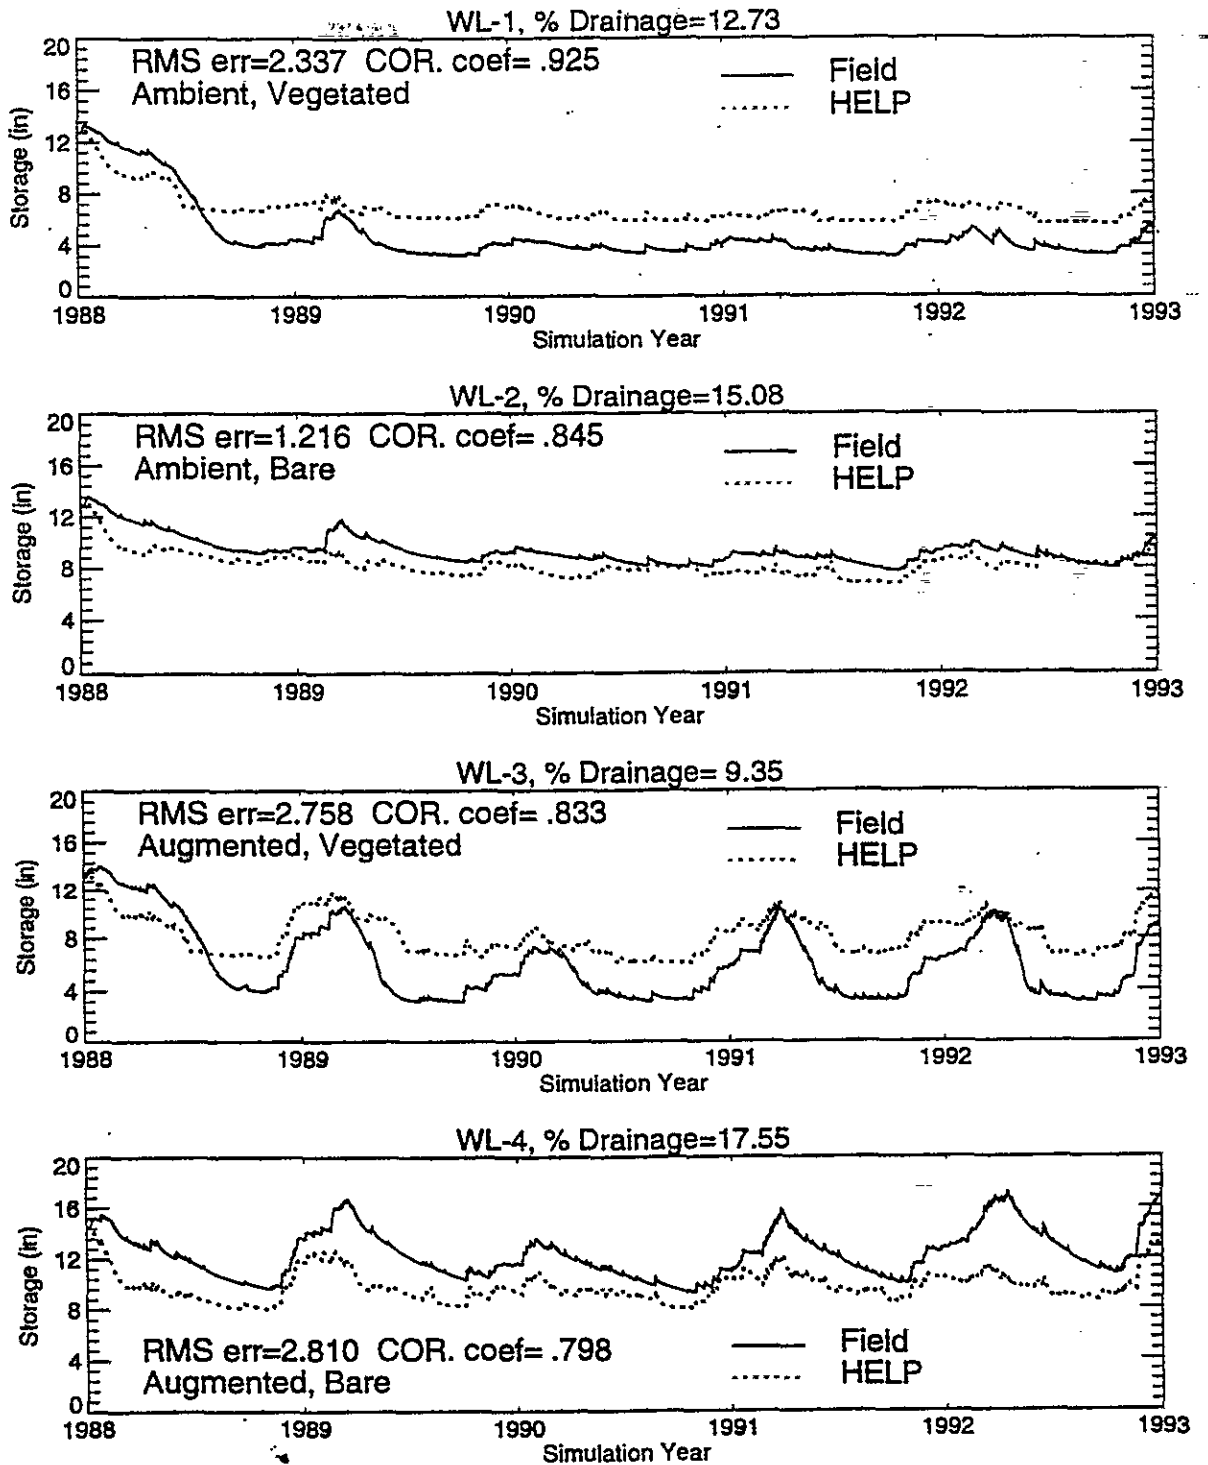 WL-1, % Drainage=12.73
RMS err=2.337 COR. coef= .925
Ambient, Vegetated
Field
HELP
Storage (in)
20
16
12
8
4
0
1988 1989 1990 1991 1992 1993
Simulation Year
WL-2, % Drainage=15.08
RMS err=1.216 COR. coef= .845
Ambient, Bare
Field
HELP
Storage (in)
20
16
12
8
4
0
1988 1989 1990 1991 1992 1993
Simulation Year
WL-3, % Drainage= 9.35
RMS err=2.758 COR. coef= .833
Augmented, Vegetated
Field
HELP
Storage (in)
20
16
12
8
4
0
1988 1989 1990 1991 1992 1993
Simulation Year
WL-4, % Drainage=17.55
Storage (in)
20
16
12
8
4
0
RMS err=2.810 COR. coef= .798
Augmented, Bare
Field
HELP
1988 1989 1990 1991 1992 1993
Simulation Year